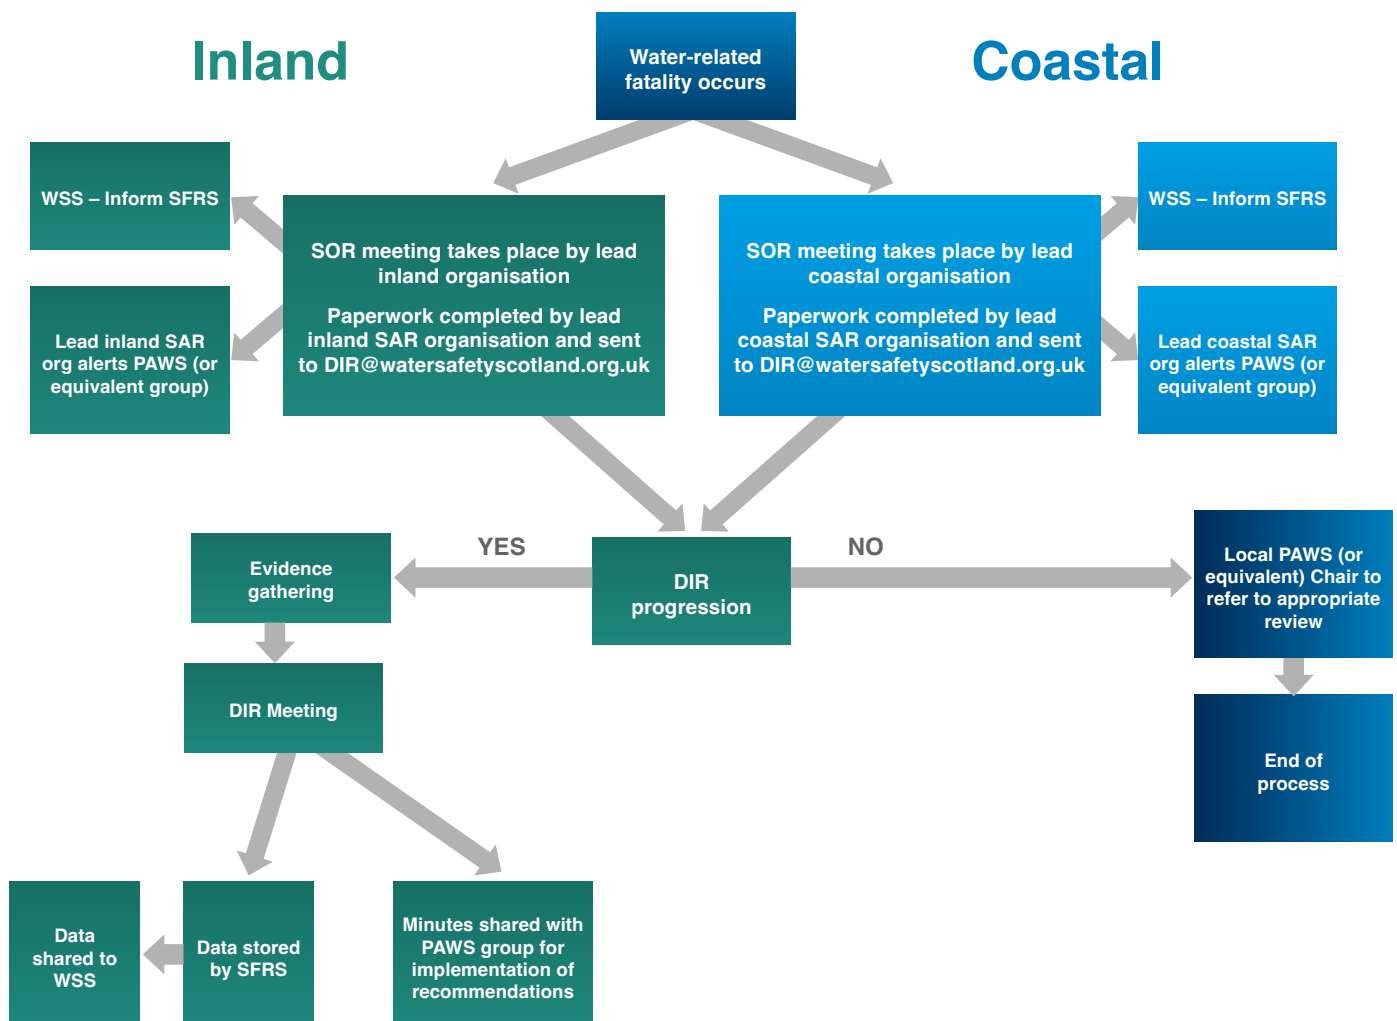 Inland
Water-related
fatality occurs
Coastal
WSS – Inform SFRS
SOR meeting takes place by lead
inland organisation
Paperwork completed by lead
inland SAR organisation and sent
to DIR@watersafetyscotland.org.uk
SOR meeting takes place by lead
coastal organisation
Paperwork completed by lead
coastal SAR organisation and sent
to DIR@watersafetyscotland.org.uk
WSS – Inform SFRS
Lead inland SAR
org alerts PAWS (or
equivalent group)
Lead coastal SAR
org alerts PAWS (or
equivalent group)
YES
NO
Evidence
gathering
DIR
progression
Local PAWS (or
equivalent) Chair to
refer to appropriate
review
DIR Meeting
End of
process
Data
shared to
WSS
Data stored
by SFRS
Minutes shared with
PAWS group for
implementation of
recommendations